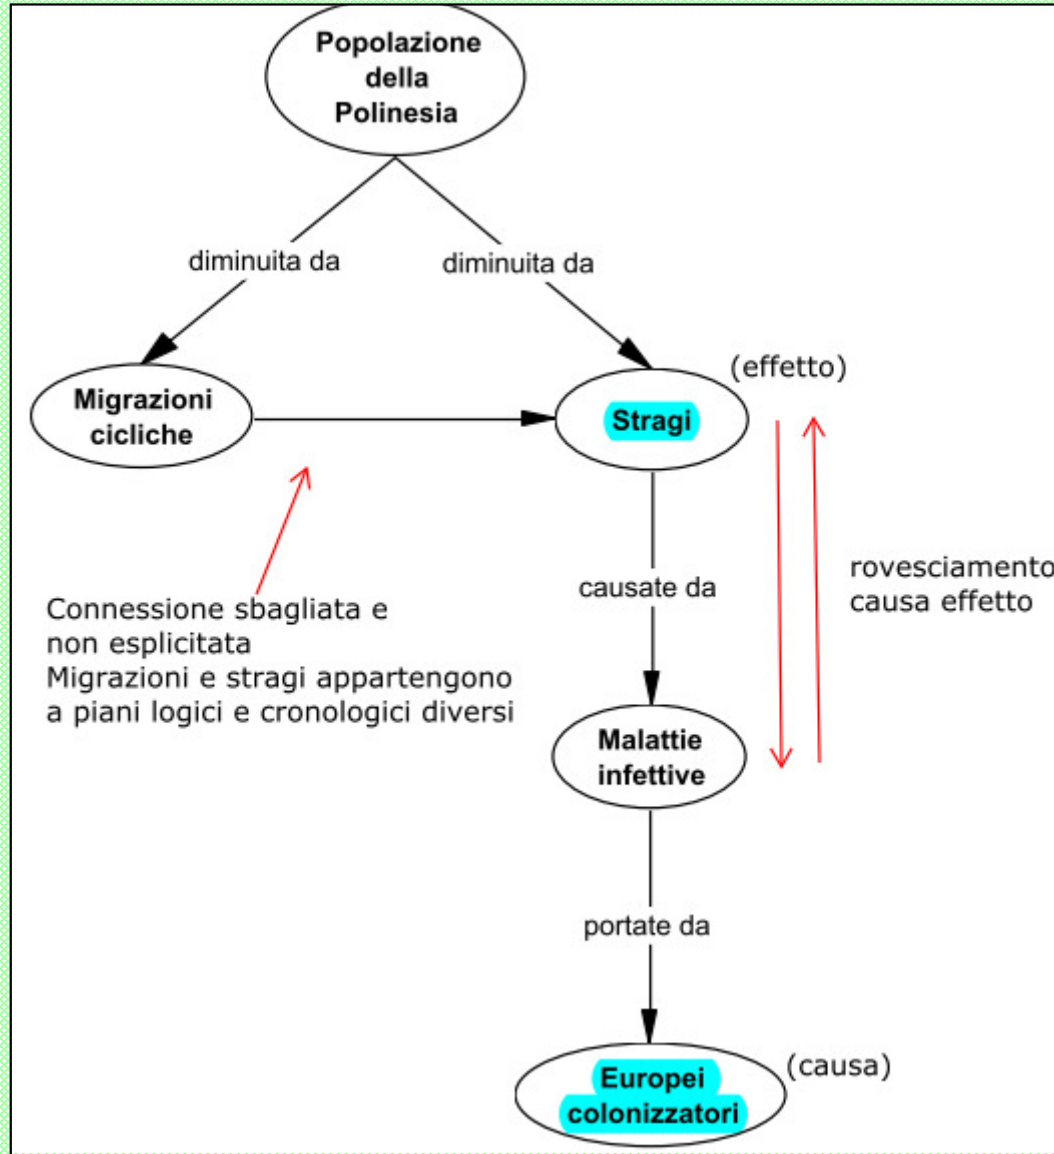 Popolazione
della
Polinesia
diminuita da
diminuita da
Migrazioni
cicliche
Stragi
(effetto)
causate da
rovesciamento
causa effetto
Connessione sbagliata e
non esplicitata
Migrazioni e stragi appartengono
a piani logici e cronologici diversi
Malattie
infettive
portate da
Europei
colonizzatori
(causa)